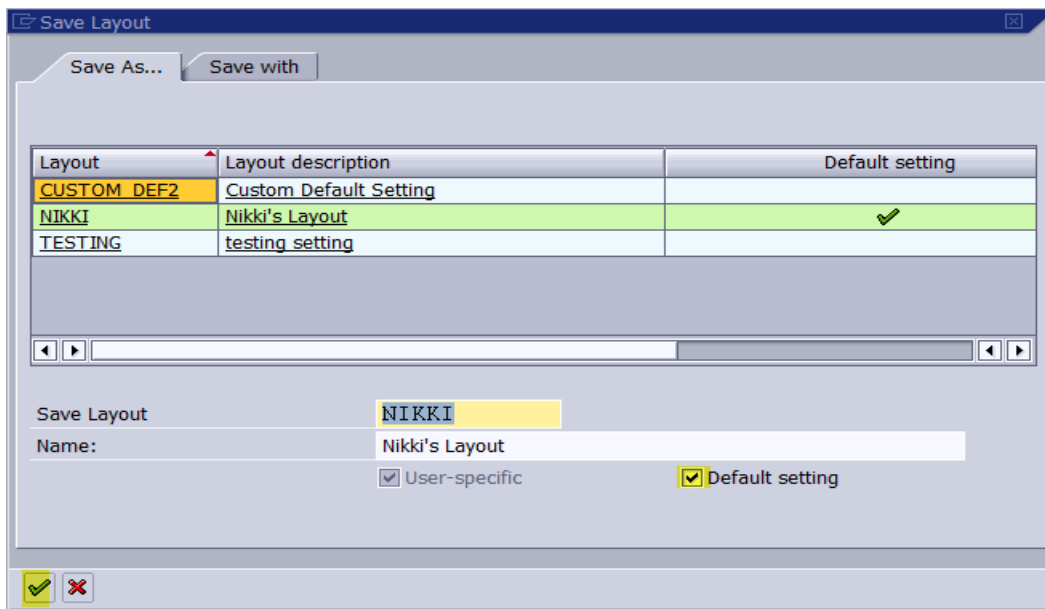 Save Layout
Save As... Save with
Layout Layout description Default setting
CUSTOM_DEF2 Custom Default Setting
NIKKI Nikki's Layout
TESTING testing setting
Save Layout NIKKI
Name: Nikki's Layout
User-specific Default setting